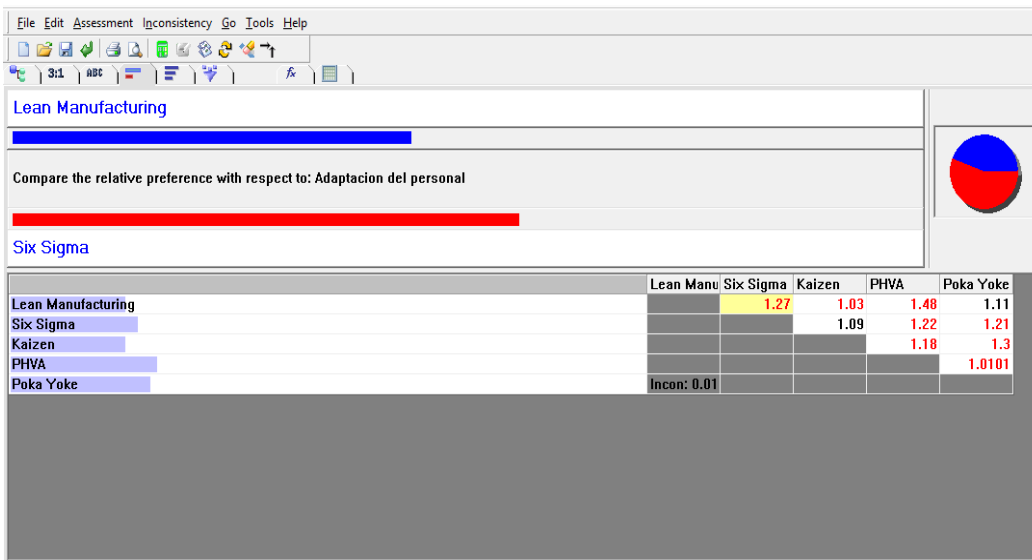 File Edit Assessment Inconsistency Go Tools Help
3:1 ABC fx
Lean Manufacturing
Compare the relative preference with respect to: Adaptacion del personal
Six Sigma
Lean Manu Six Sigma Kaizen PHVA Poka Yoke
Lean Manufacturing 1.27 1.03 1.48 1.11
Six Sigma 1.09 1.22 1.21
Kaizen 1.18 1.3
PHVA 1.0101
Poka Yoke Incon: 0.01